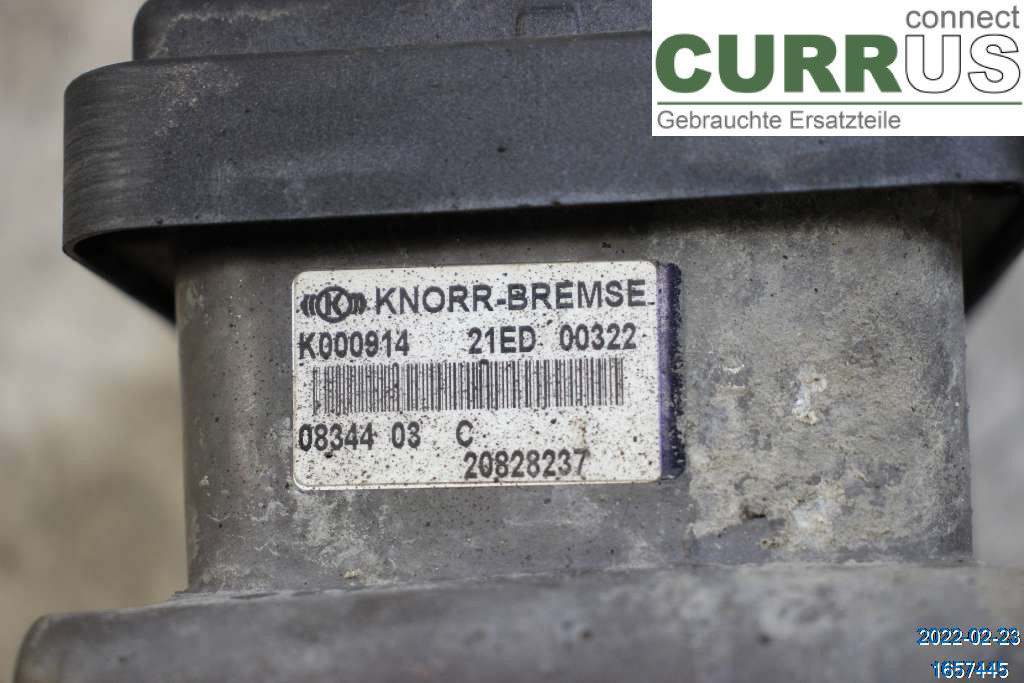 connect
CURRUS
Gebrauchte Ersatzteile
K KNORR-BREMSE
K000914 21ED 00322
08344 03 C
20828237
2022-02-23
1657445